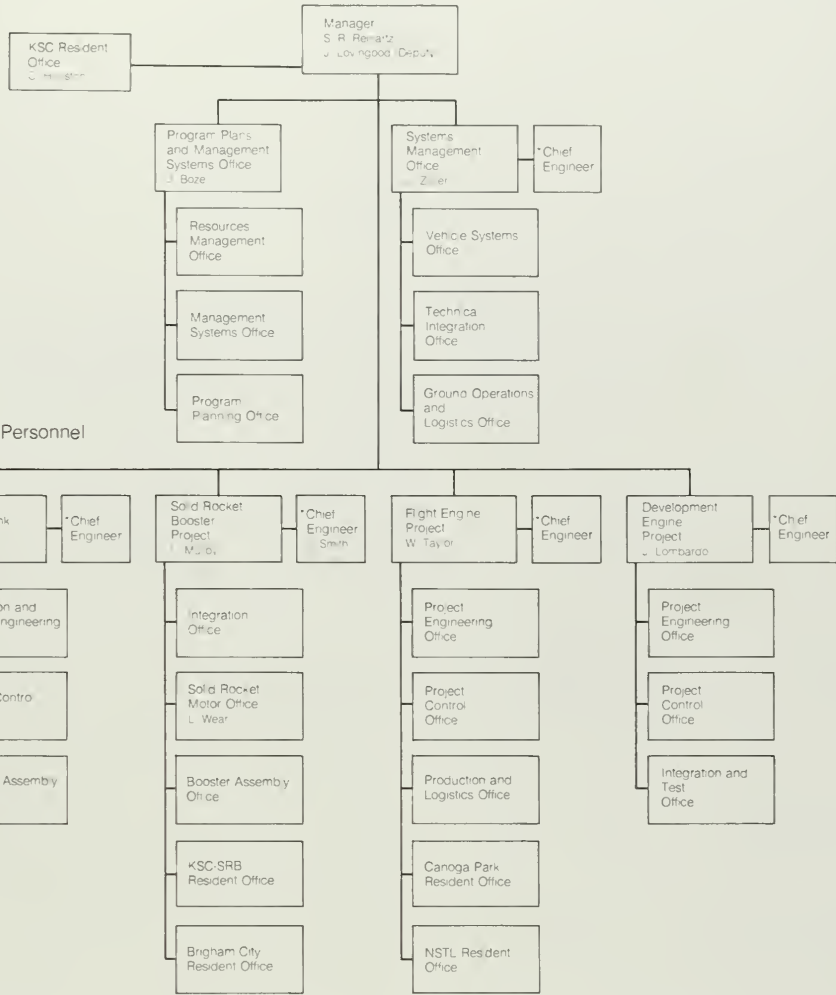 Manager
S. R.
J. Lovingood Deputy
KSC Resident
Office
Program Plans
and Management
Systems Office
Boze
Systems
Management
Office
*Chief
Engineer
Resources
Management
Office
Vehicle Systems
Office
Management
Systems Office
Technica
Integration
Office
Program
Planning Office
Ground Operations
and
Logistics Office
Personnel
nk
*Chief
Engineer
Solid Rocket
Booster
Project
*Chief
Engineer
Smith
Flight Engine
Project
W. Taylor
*Chief
Engineer
Development
Engine
Project
J. Lombardo
*Chief
Engineer
on and
ngineering
Integration
Office
Project
Engineering
Office
Project
Engineering
Office
Contro
Solid Rocket
Motor Office
L. Wear
Project
Control
Office
Project
Control
Office
Assembly
Booster Assembly
Office
Production and
Logistics Office
Integration and
Test
Office
KSC-SRB
Resident Office
Canoga Park
Resident Office
Brigham City
Resident Office
NSTL Resident
Office